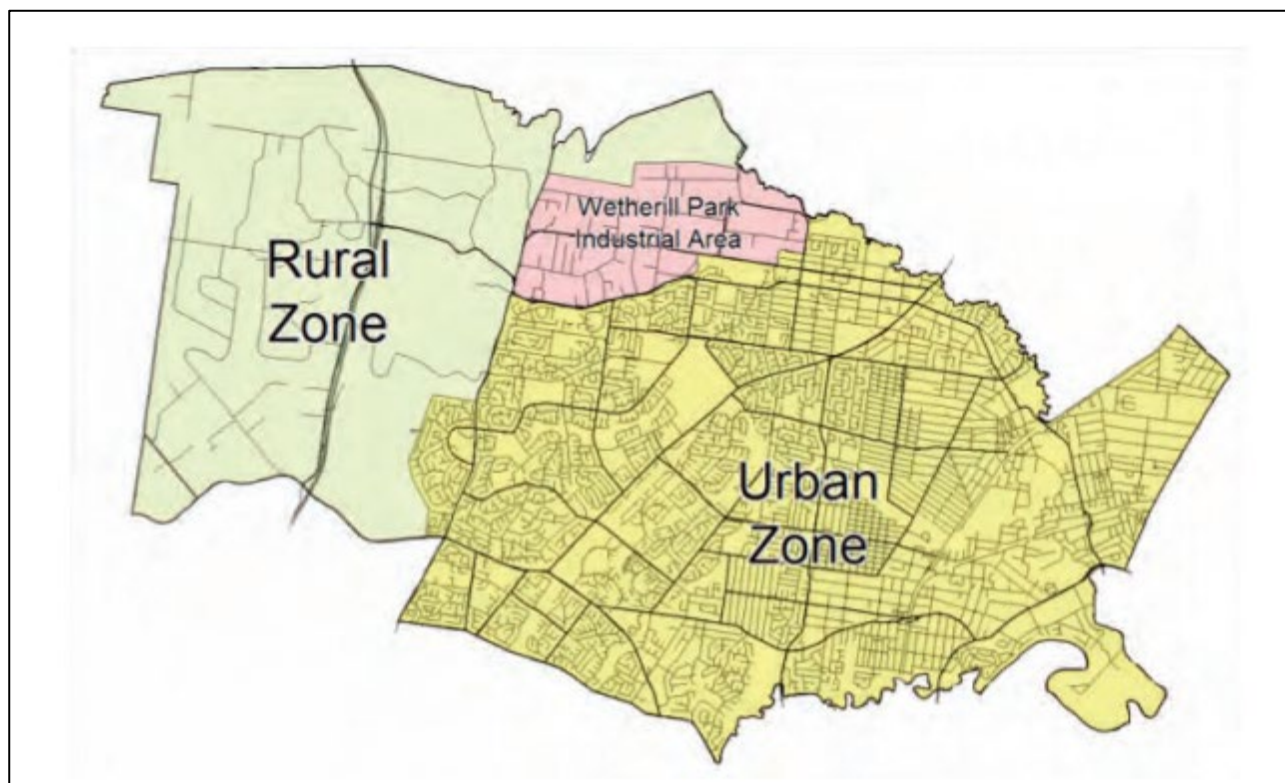 Wetherill Park
Industrial Area
Rural
Zone
Urban
Zone